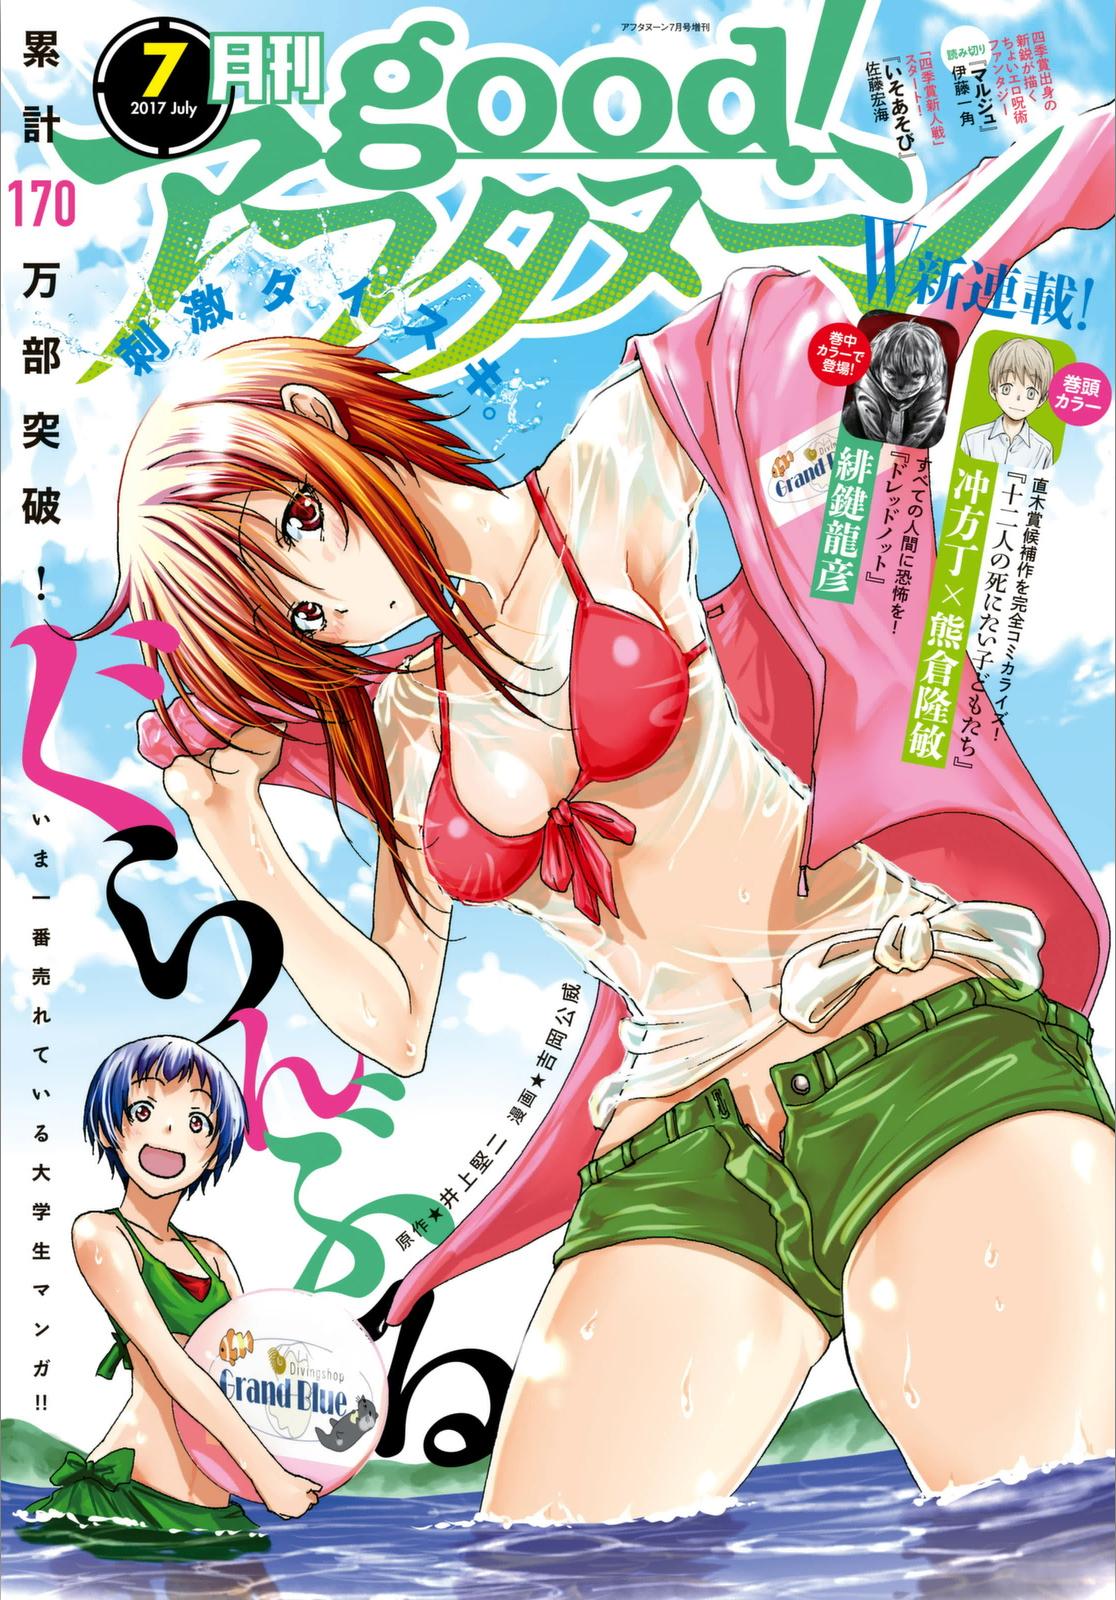 アフタヌーン7月号増刊
7
2017 July
月刊
good!
アフタヌーン
刺激ダイスキ。
四季賞出身の
新鋭が描く
ちょいエロ呪術
ファンタジー
読み切り
『マルジュ』
伊藤一角
「四季賞新人戦」
スタート!
『いそあそび』
佐藤宏海
W新連載!
巻頭
カラー
直木賞候補作を完全コミカライズ!
『十二人の死にたい子どもたち』
冲方丁×熊倉隆敏
巻中
カラーで
登場!
すべての人間に恐怖を!
『ドレッドノット』
緋鍵龍彦
累計170万部突破!
ぐらんぶる
いま一番売れている大学生マンガ!!
原作★井上堅二 漫画★吉岡公威
Diving
Grand
Divingshop
Grand Blue